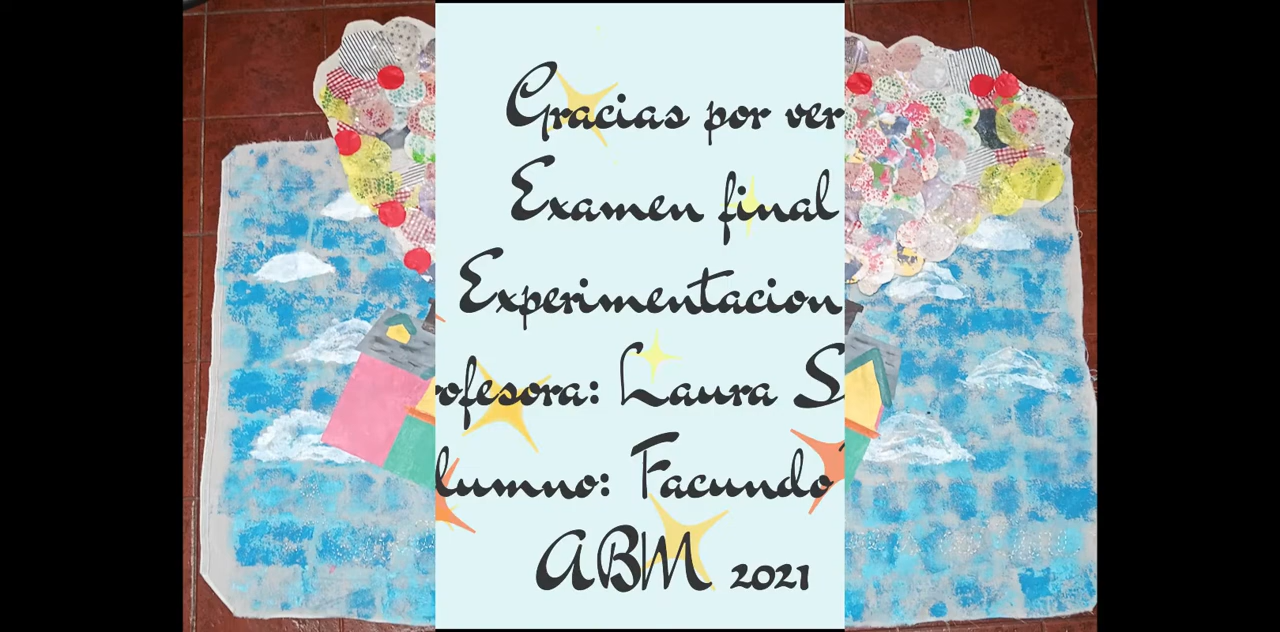 Gracias por ver
Examen final
Experimentacion
ofesora: Laura S
lumno: Facundo
ABM 2021